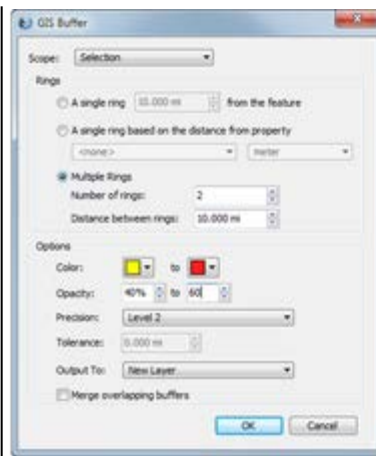 GIS Buffer
Scope: Selection
Rings
A single ring 10.000 mi from the feature
A single ring based on the distance from property
<none> meter
Multiple Rings
Number of rings: 2
Distance between rings: 10.000 mi
Options
Color: to
Opacity: 40% to 60
Precision: Level 2
Tolerance: 0.000 mi
Output To: New Layer
Merge overlapping buffers
OK Cancel